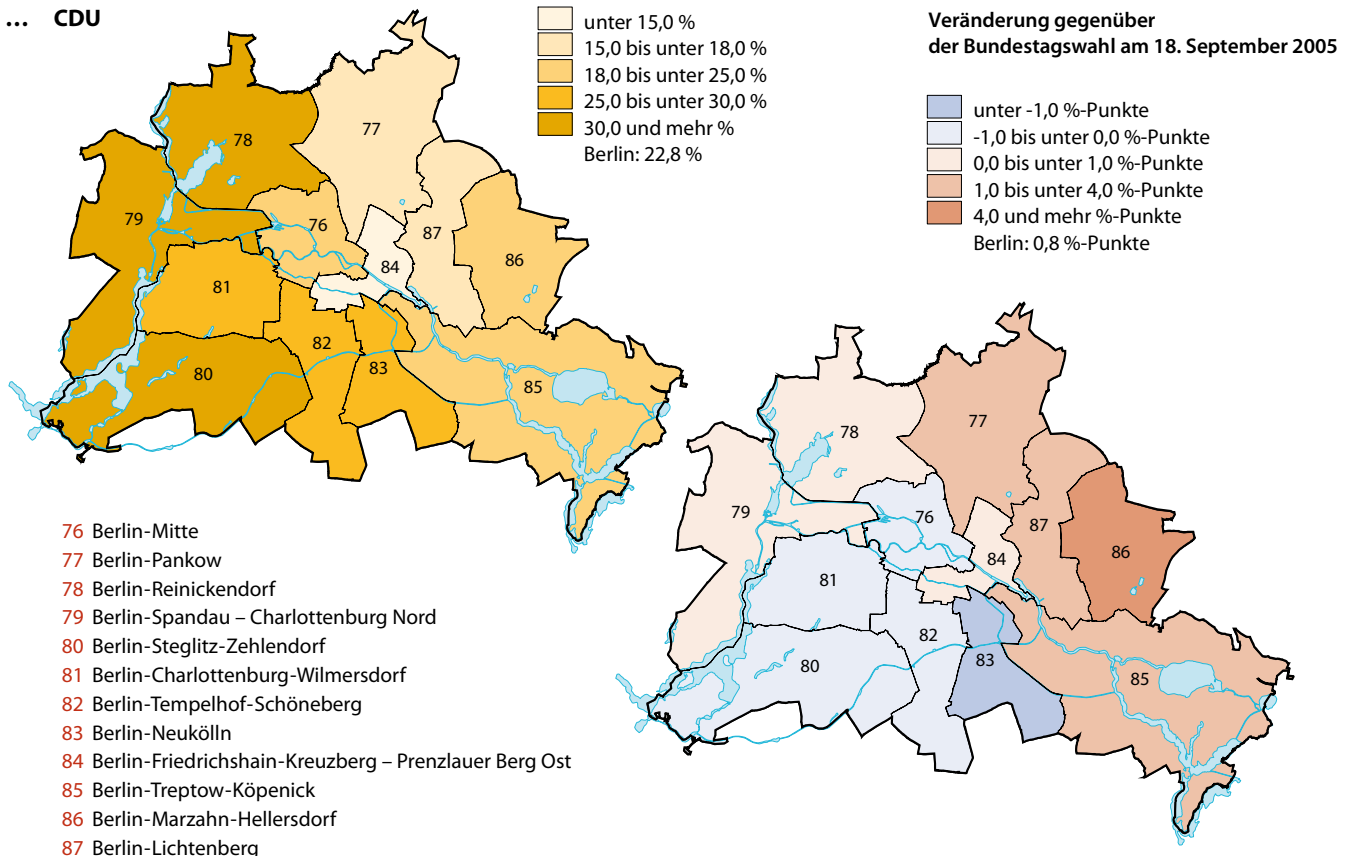 ... CDU
unter 15,0 %
15,0 bis unter 18,0 %
18,0 bis unter 25,0 %
25,0 bis unter 30,0 %
30,0 und mehr %
Berlin: 22,8 %
78
77
79
76
87
86
84
81
82
83
80
85
Veränderung gegenüber
der Bundestagswahl am 18. September 2005
unter -1,0 %-Punkte
-1,0 bis unter 0,0 %-Punkte
0,0 bis unter 1,0 %-Punkte
1,0 bis unter 4,0 %-Punkte
4,0 und mehr %-Punkte
Berlin: 0,8 %-Punkte
77
78
79
76
87
86
84
81
82
83
80
85
76 Berlin-Mitte
77 Berlin-Pankow
78 Berlin-Reinickendorf
79 Berlin-Spandau – Charlottenburg Nord
80 Berlin-Steglitz-Zehlendorf
81 Berlin-Charlottenburg-Wilmersdorf
82 Berlin-Tempelhof-Schöneberg
83 Berlin-Neukölln
84 Berlin-Friedrichshain-Kreuzberg – Prenzlauer Berg Ost
85 Berlin-Treptow-Köpenick
86 Berlin-Marzahn-Hellersdorf
87 Berlin-Lichtenberg